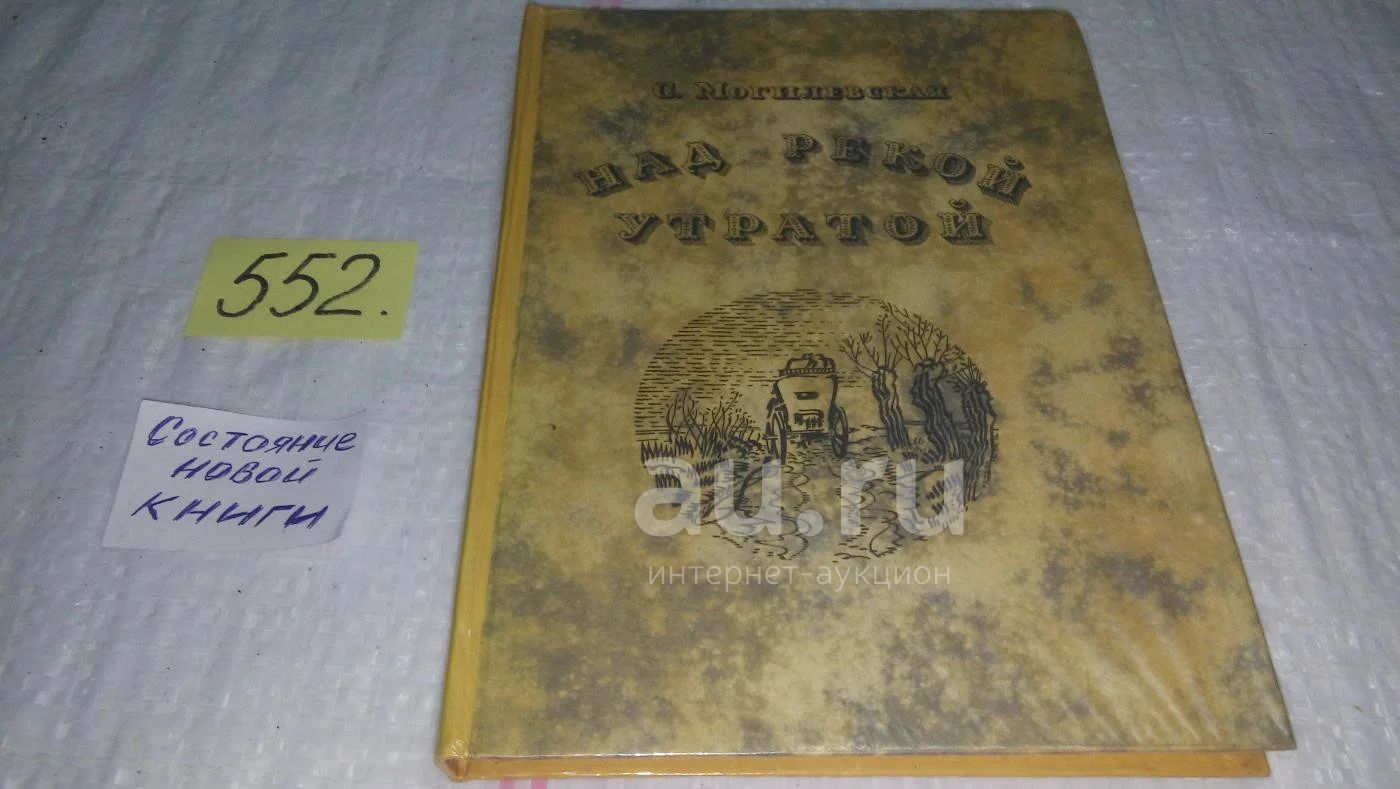 С. Могилевская
НАД РЕКОЙ
УТРАТОЙ
552.
Состояние
новой
книги
au.ru
интернет-аукцион